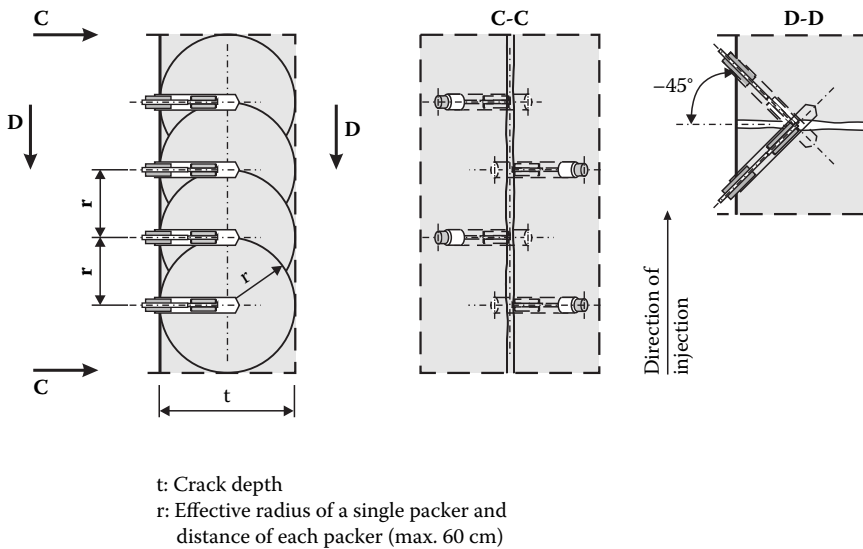 C
C-C
D-D
D
D
−45°
r
r
r
C
t
Direction of
injection
t: Crack depth
r: Effective radius of a single packer and
distance of each packer (max. 60 cm)